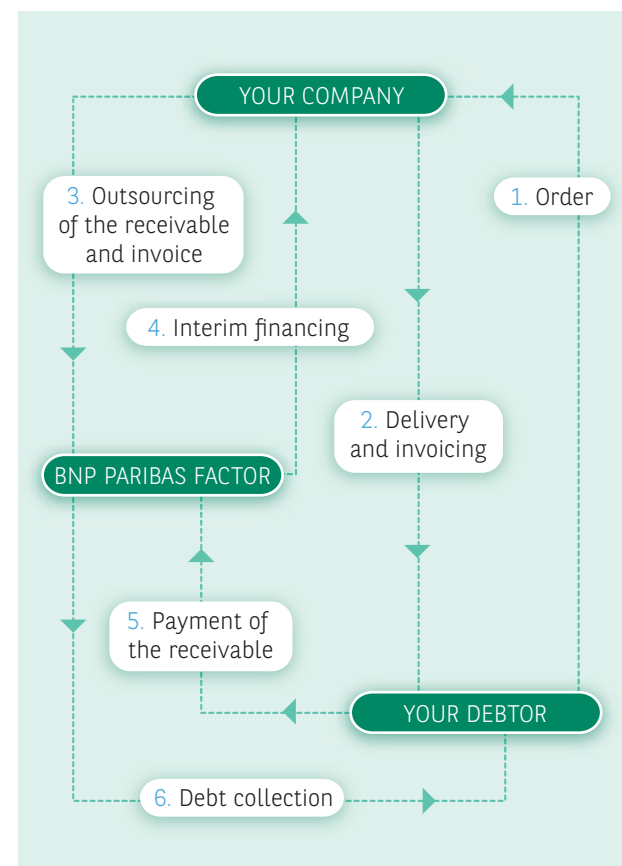 YOUR COMPANY
3. Outsourcing
of the receivable
and invoice
1. Order
4. Interim financing
2. Delivery
and invoicing
BNP PARIBAS FACTOR
5. Payment of
the receivable
YOUR DEBTOR
6. Debt collection